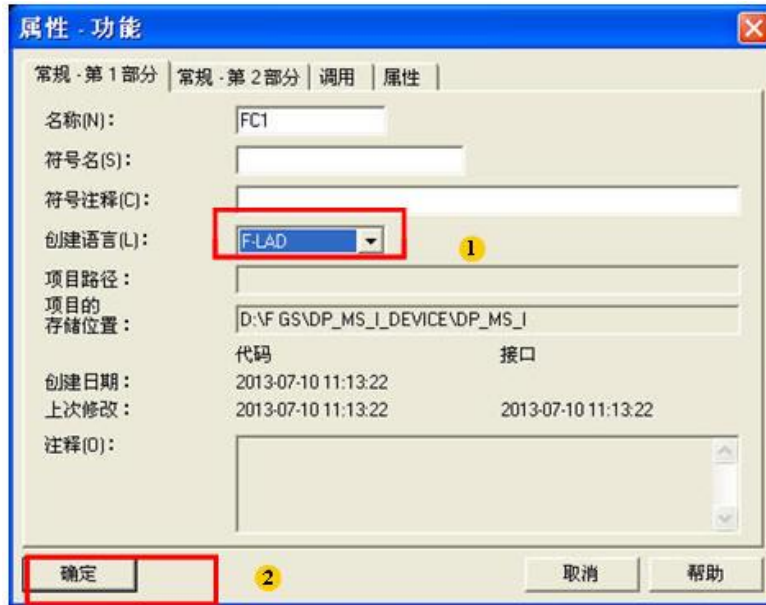 属性 - 功能
常规 - 第 1 部分 常规 - 第 2 部分 调用 属性
名称(N)： FC1
符号名(S)：
符号注释(C)：
创建语言(L)： F-LAD 1
项目路径：
项目的
存储位置： D:\F GS\DP_MS_I_DEVICE\DP_MS_I
代码 接口
创建日期： 2013-07-10 11:13:22
上次修改： 2013-07-10 11:13:22 2013-07-10 11:13:22
注释(O)：
确定 2 取消 帮助